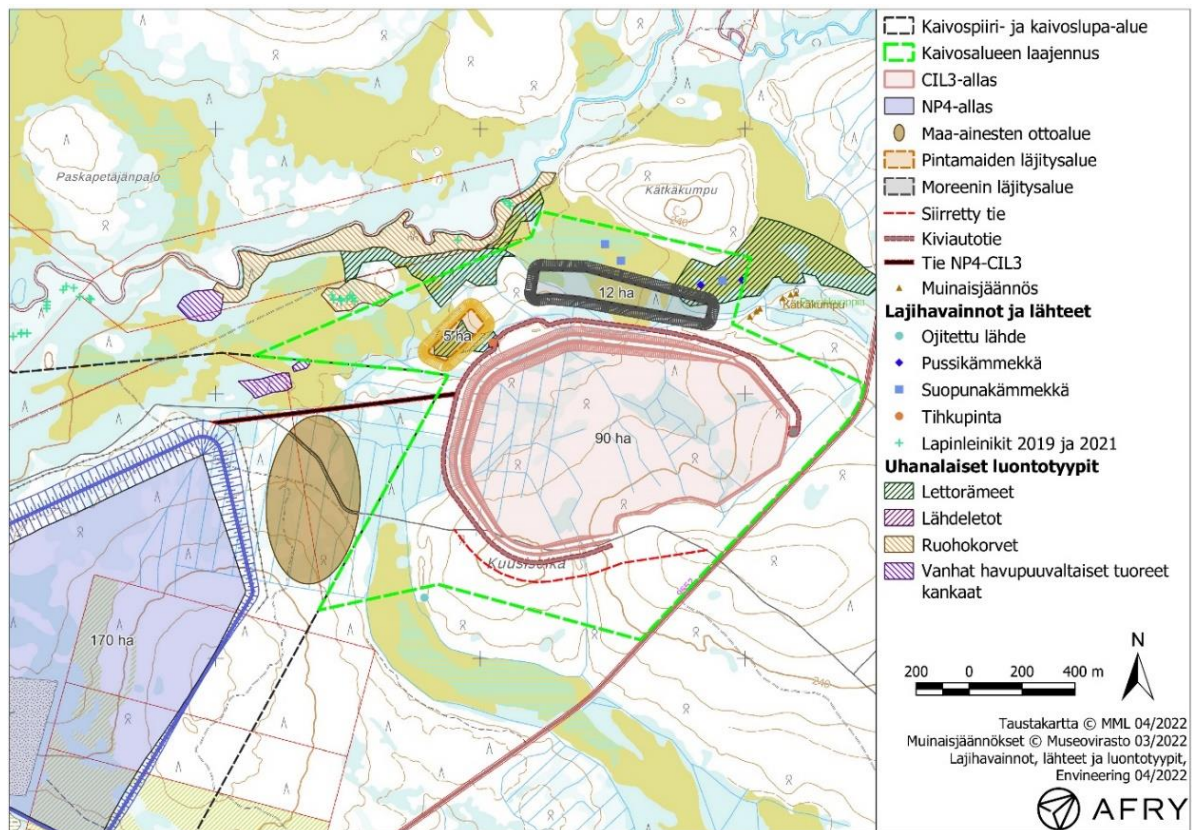 Paskapetäjänpalo
Kätkäkumpu
240
12 ha
Kätkäkumpu
5 ha
90 ha
Kuusiselkä
170 ha
240
Kaivospiiri- ja kaivoslupa-alue
Kaivosalueen laajennus
CIL3-allas
NP4-allas
Maa-ainesten ottoalue
Pintamaiden läjitysalue
Moreenin läjitysalue
Siirretty tie
Kiviautotie
Tie NP4-CIL3
Muinaisjäännös
Lajihavainnot ja lähteet
Ojitettu lähde
Pussikämmekkä
Suopunakämmekkä
Tihkupinta
Lapinleinikit 2019 ja 2021
Uhanalaiset luontotyypit
Lettorämeet
Lähdeletot
Ruohokorvet
Vanhat havupuuvaltaiset tuoreet
kankaat
N
200 0 200 400 m
Taustakartta © MML 04/2022
Muinaisjäännökset © Museovirasto 03/2022
Lajihavainnot, lähteet ja luontotyypit,
Envineering 04/2022
AFRY